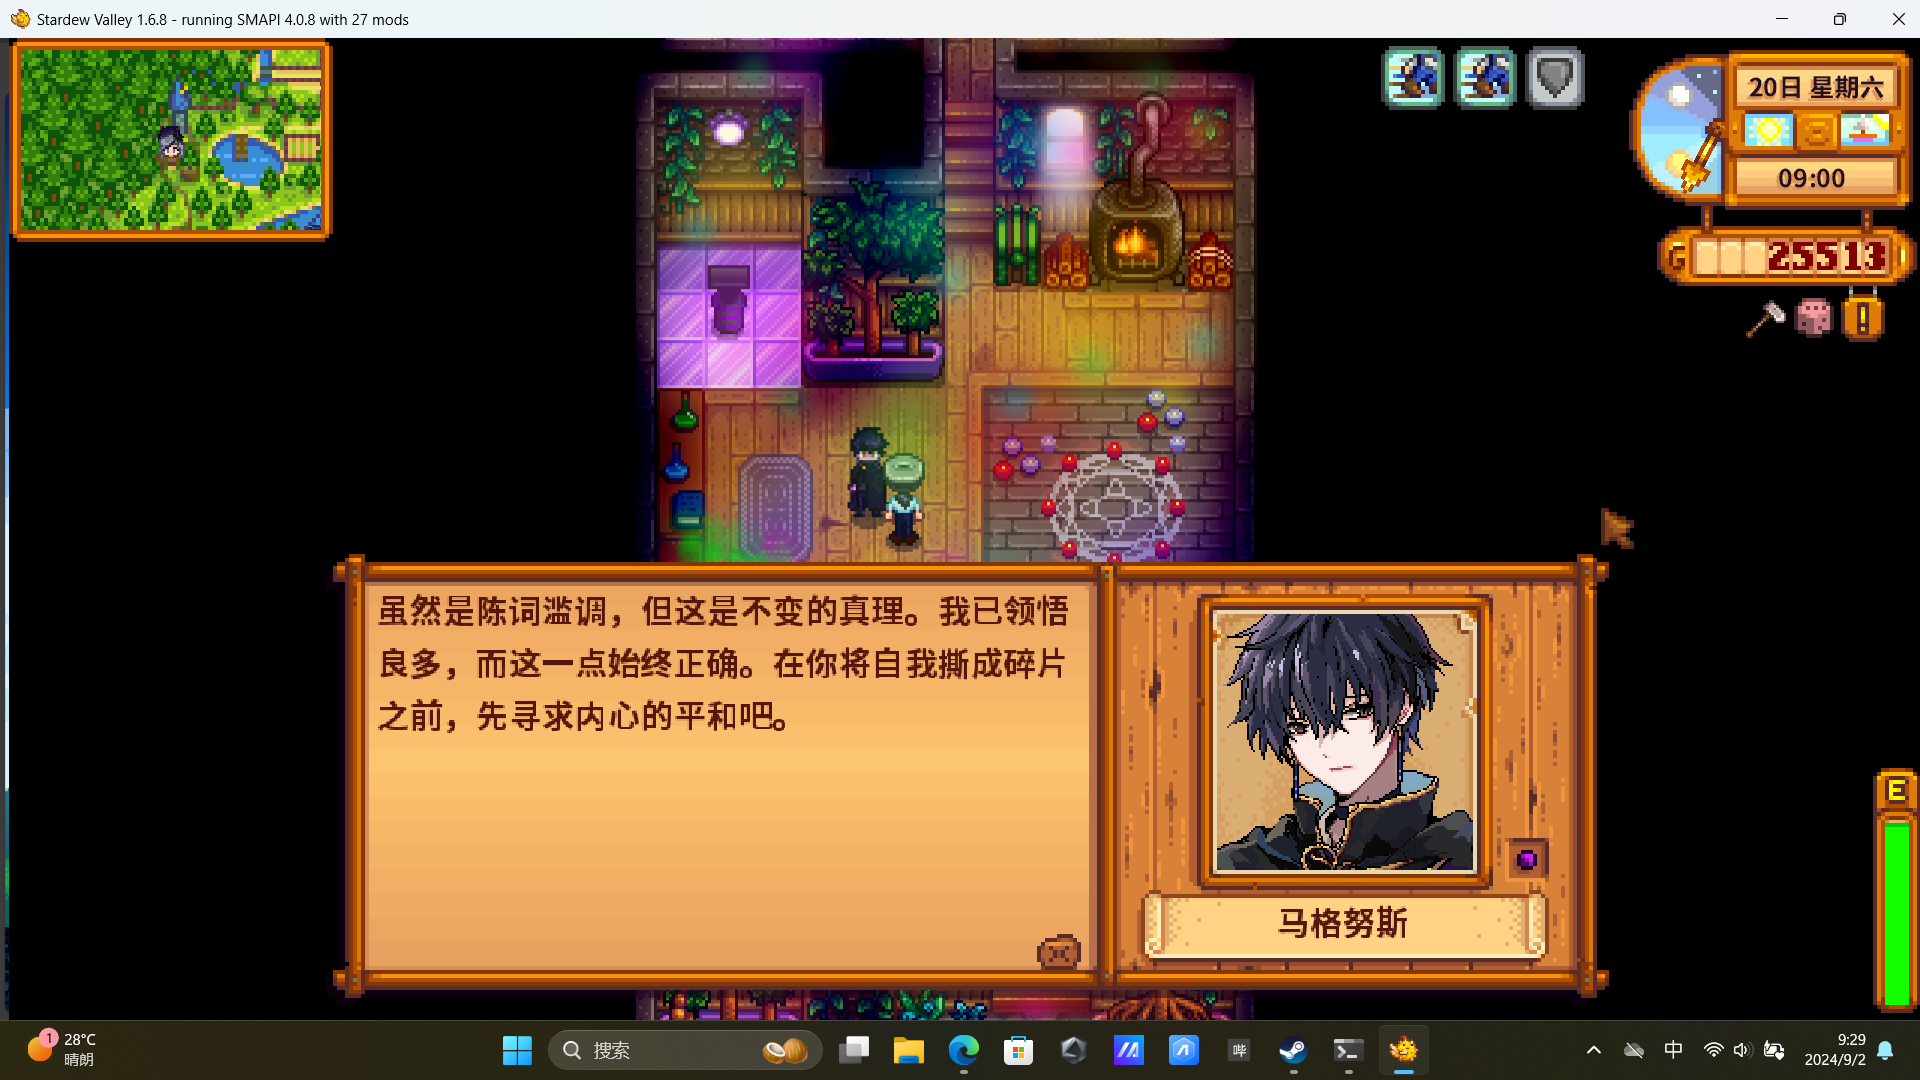 Stardew Valley 1.6.8 - running SMAPI 4.0.8 with 27 mods
20日 星期六
09:00
G 25513
虽然是陈词滥调，但这是不变的真理。我已领悟
良多，而这一点始终正确。在你将自我撕成碎片
之前，先寻求内心的平和吧。
马格努斯
E
1
28°C
晴朗
搜索
哔
中
9:29
2024/9/2